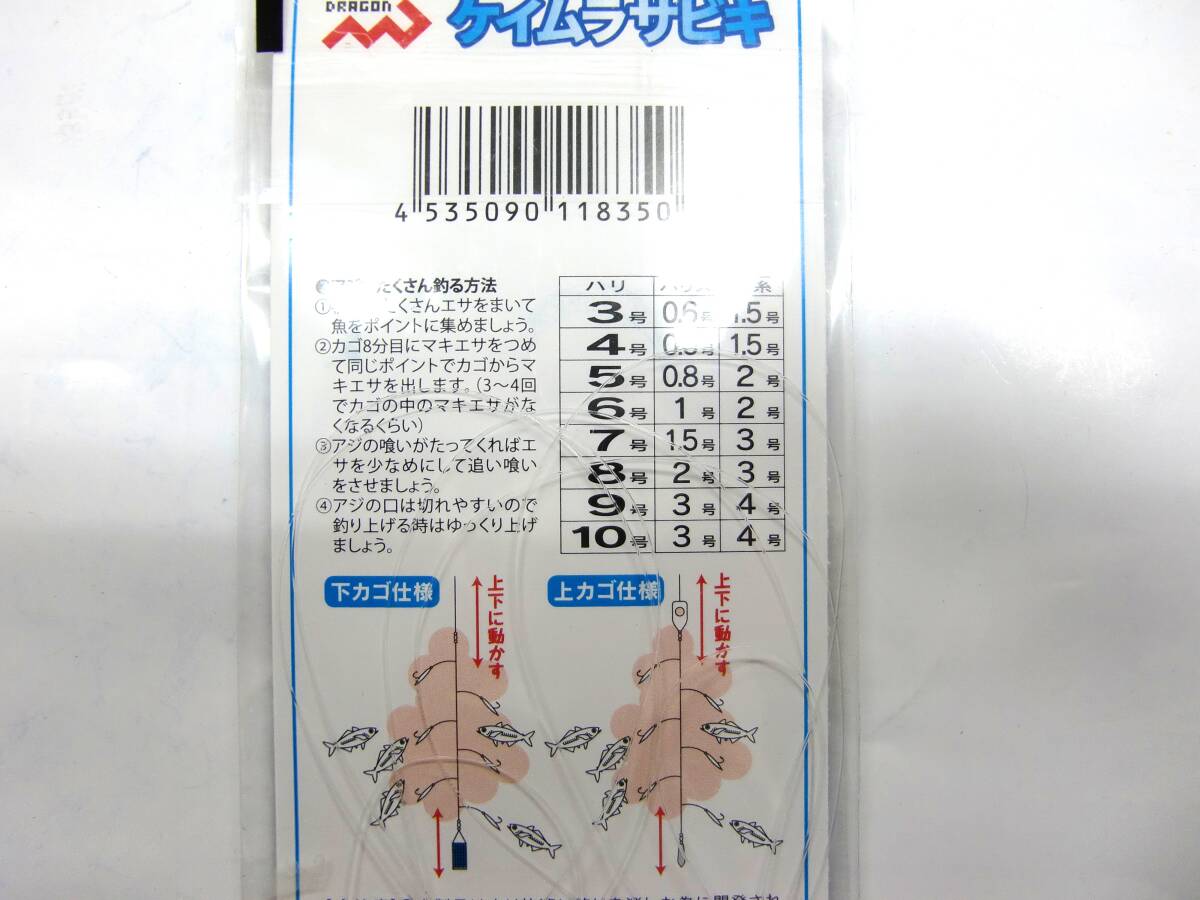 DRAGON
ケイムラサビキ
4 535090 118350
たくさん釣る方法
① たくさんエサをまいて
魚をポイントに集めましょう。
②カゴ8分目にマキエサをつめ
て同じポイントでカゴからマ
キエサを出します。(3〜4回
でカゴの中のマキエサがな
くなるくらい)
③アジの喰いがたってくればエ
サを少なめにして追い喰い
をさせましょう。
④アジの口は切れやすいので
釣り上げる時はゆっくり上げ
ましょう。
ハリ ハリス 糸
3号 0.6号 1.5号
4号 1.5号
5号 0.8号 2号
6号 1号 2号
7号 1.5号 3号
8号 2号 3号
9号 3号 4号
10号 3号 4号
下カゴ仕様
上下に動かす
上カゴ仕様
上下に動かす